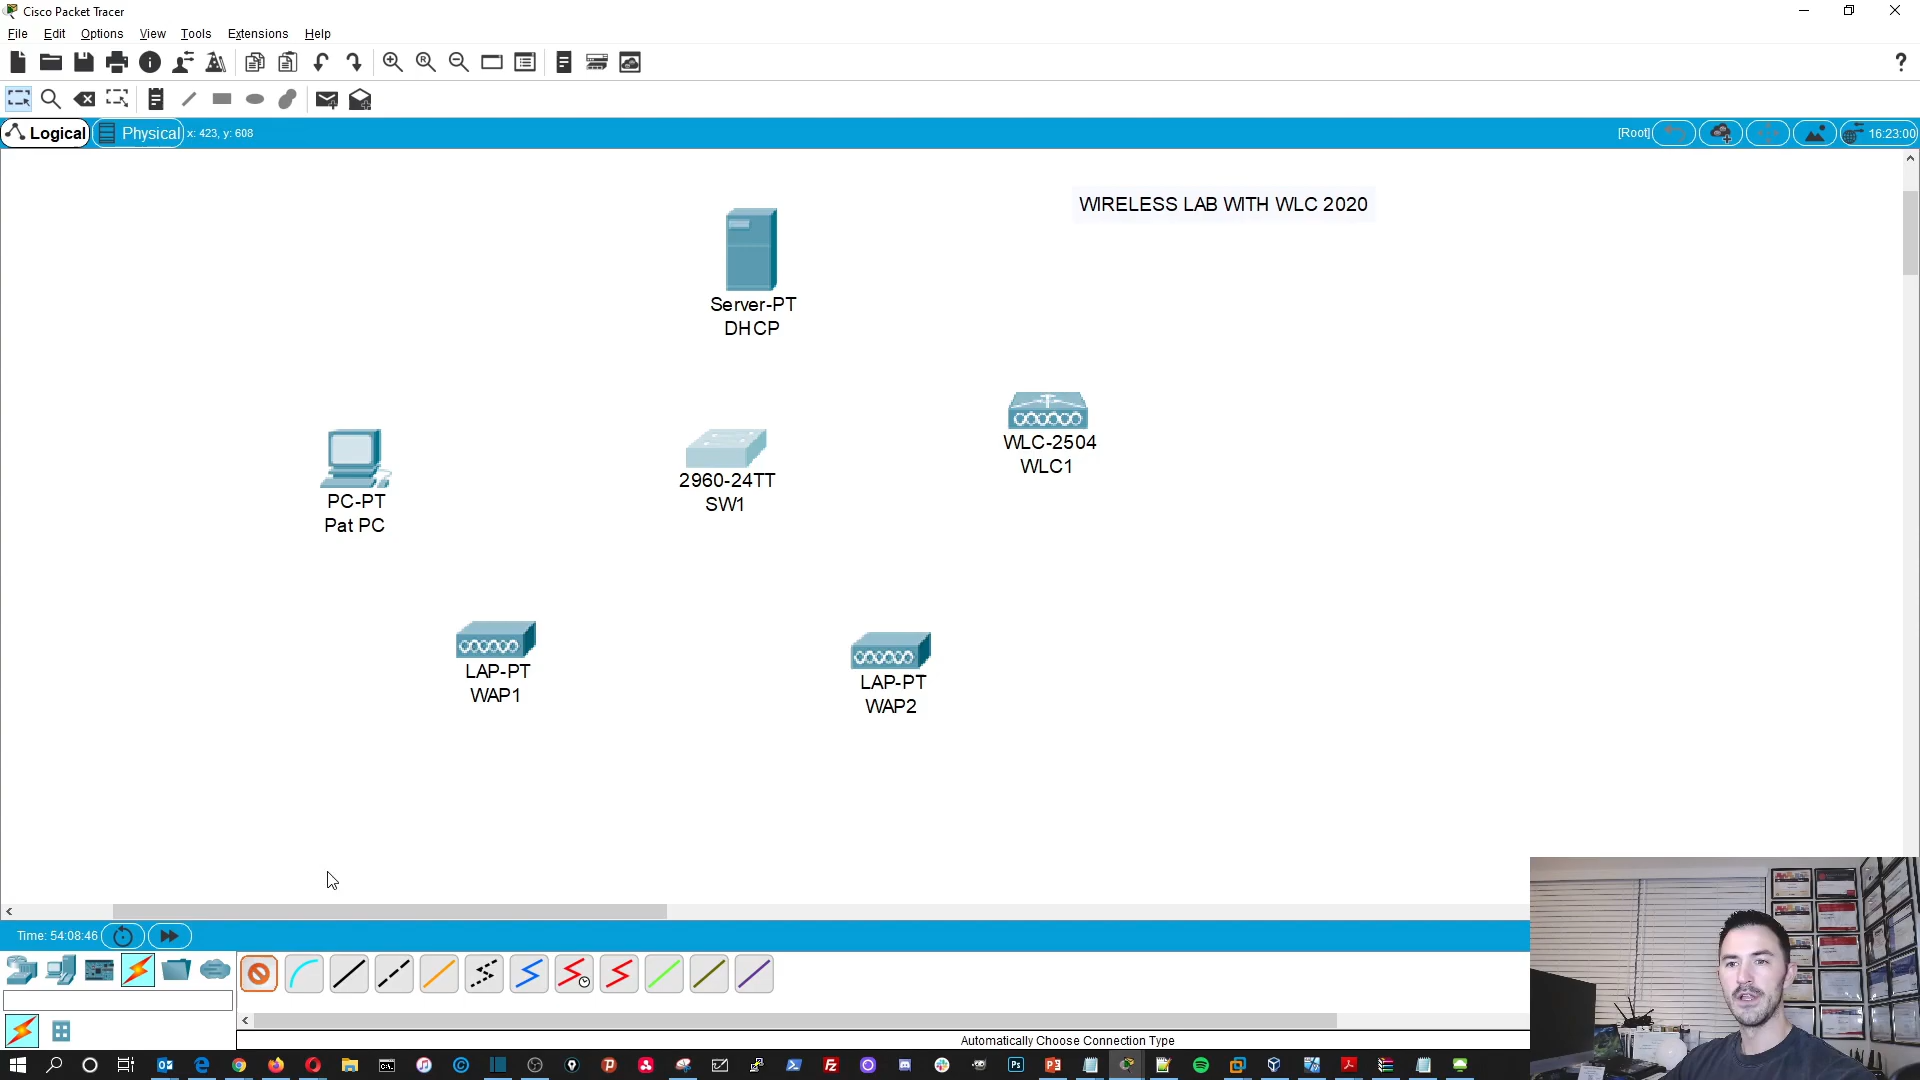 Cisco Packet Tracer
File Edit Options View Tools Extensions Help
Logical Physical x: 423, y: 608 [Root] 16:23:00
WIRELESS LAB WITH WLC 2020
Server-PT
DHCP
WLC-2504
WLC1
PC-PT
Pat PC
2960-24TT
SW1
LAP-PT
WAP1
LAP-PT
WAP2
Time: 54:08:46
Automatically Choose Connection Type